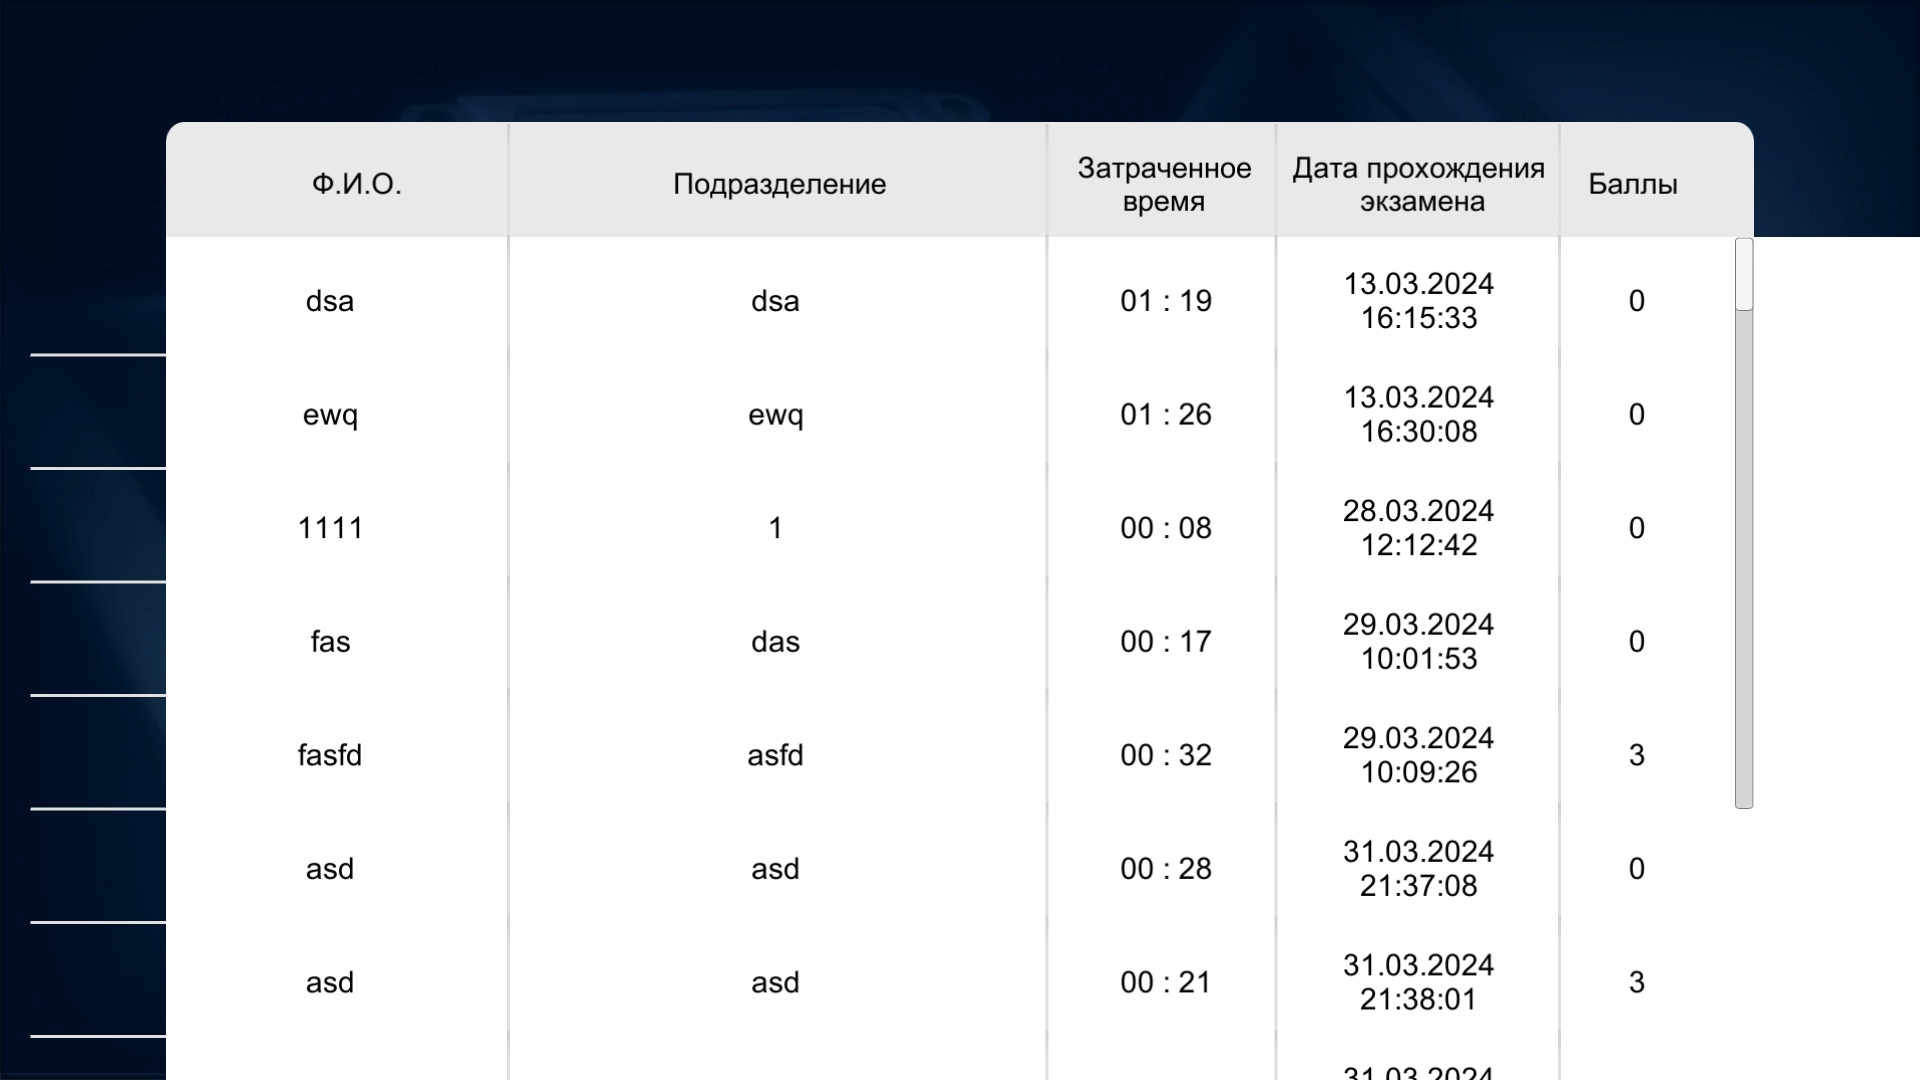 Ф.И.О. Подразделение Затраченное время Дата прохождения экзамена Баллы
dsa dsa 01 : 19 13.03.2024 16:15:33 0
ewq ewq 01 : 26 13.03.2024 16:30:08 0
1111 1 00 : 08 28.03.2024 12:12:42 0
fas das 00 : 17 29.03.2024 10:01:53 0
fasfd asfd 00 : 32 29.03.2024 10:09:26 3
asd asd 00 : 28 31.03.2024 21:37:08 0
asd asd 00 : 21 31.03.2024 21:38:01 3
31.03.2024